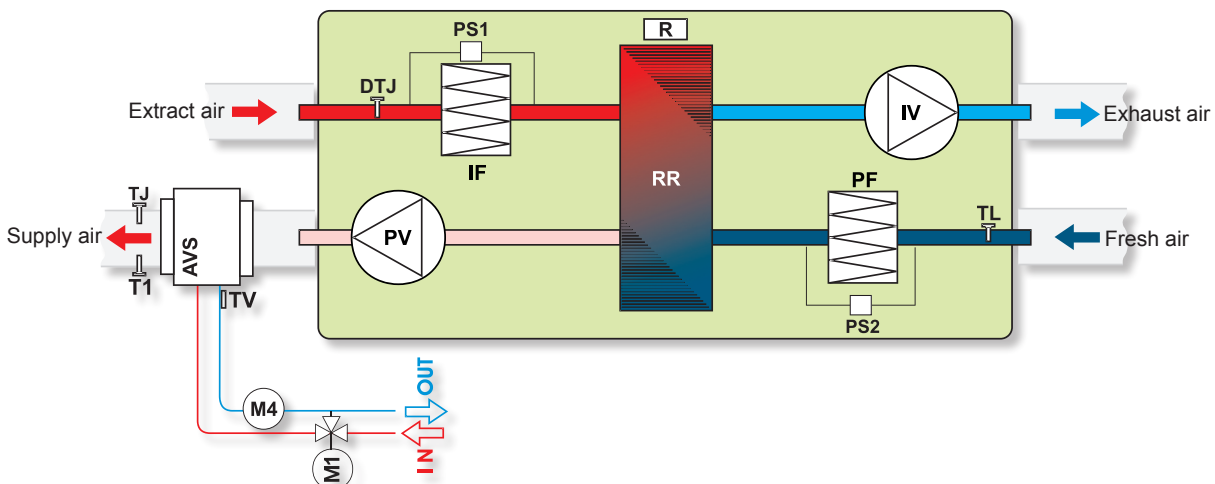 PS1
R
DTJ
Extract air
IV
Exhaust air
IF
RR
PF
TJ
TL
Supply air
AVS
PV
Fresh air
T1
TV
PS2
OUT
M4
IN
M1